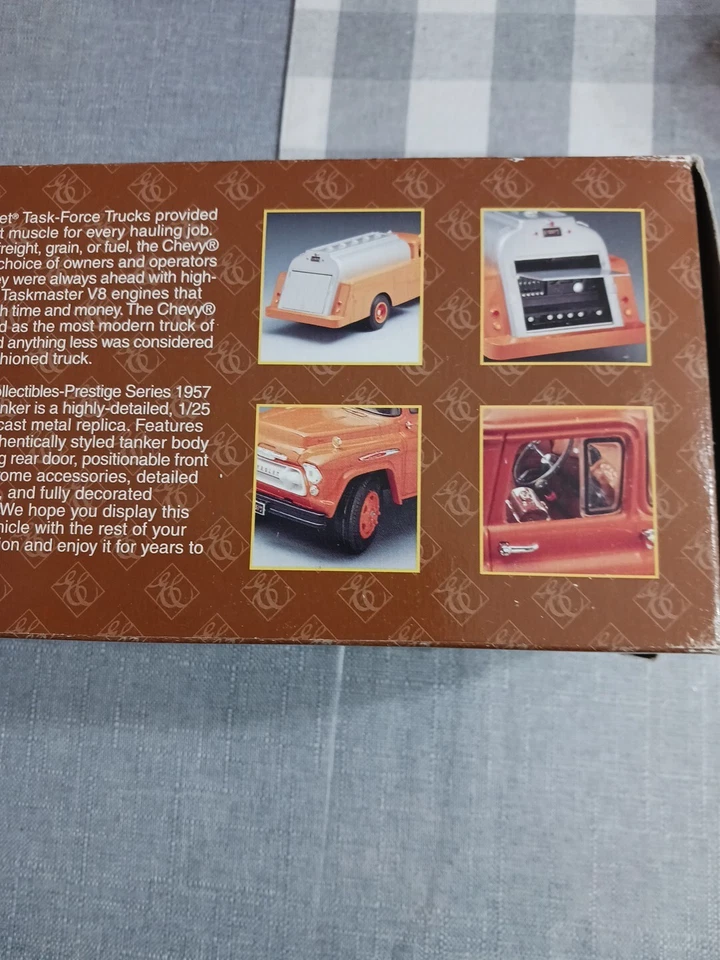 et® Task-Force Trucks provided
t muscle for every hauling job.
freight, grain, or fuel, the Chevy®
choice of owners and operators
ey were always ahead with high-
Taskmaster V8 engines that
h time and money. The Chevy®
d as the most modern truck of
d anything less was considered
shioned truck.
ollectibles-Prestige Series 1957
anker is a highly-detailed, 1/25
cast metal replica. Features
hentically styled tanker body
g rear door, positionable front
ome accessories, detailed
, and fully decorated
We hope you display this
hicle with the rest of your
ion and enjoy it for years to